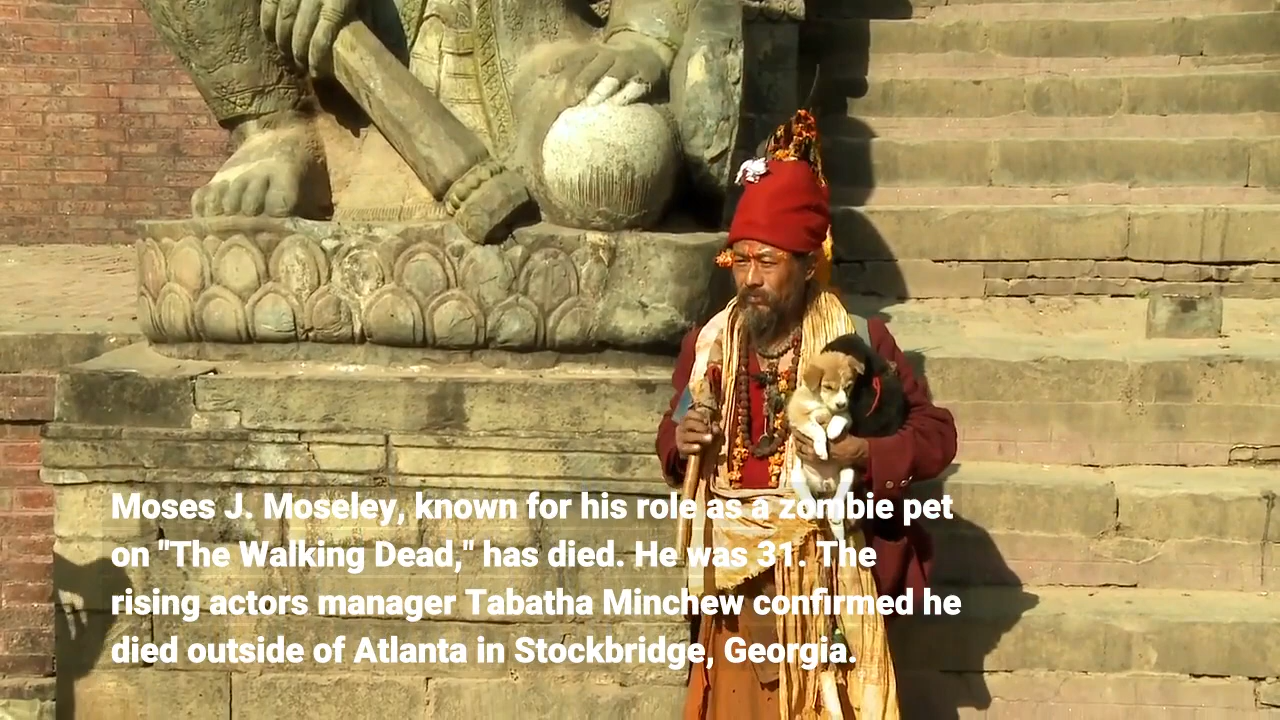 Moses J. Moseley, known for his role as a zombie pet
on "The Walking Dead," has died. He was 31. The
rising actors manager Tabatha Minchew confirmed he
died outside of Atlanta in Stockbridge, Georgia.